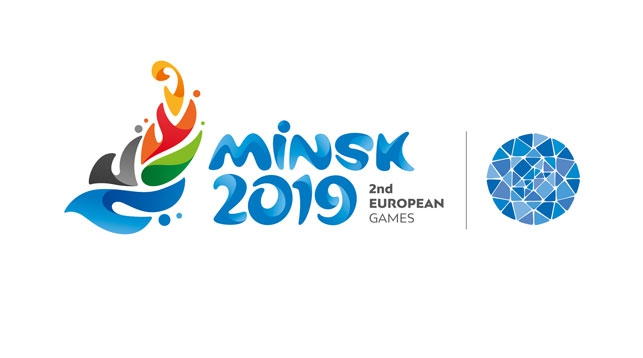 MINSK
2019
2nd
EUROPEAN
GAMES